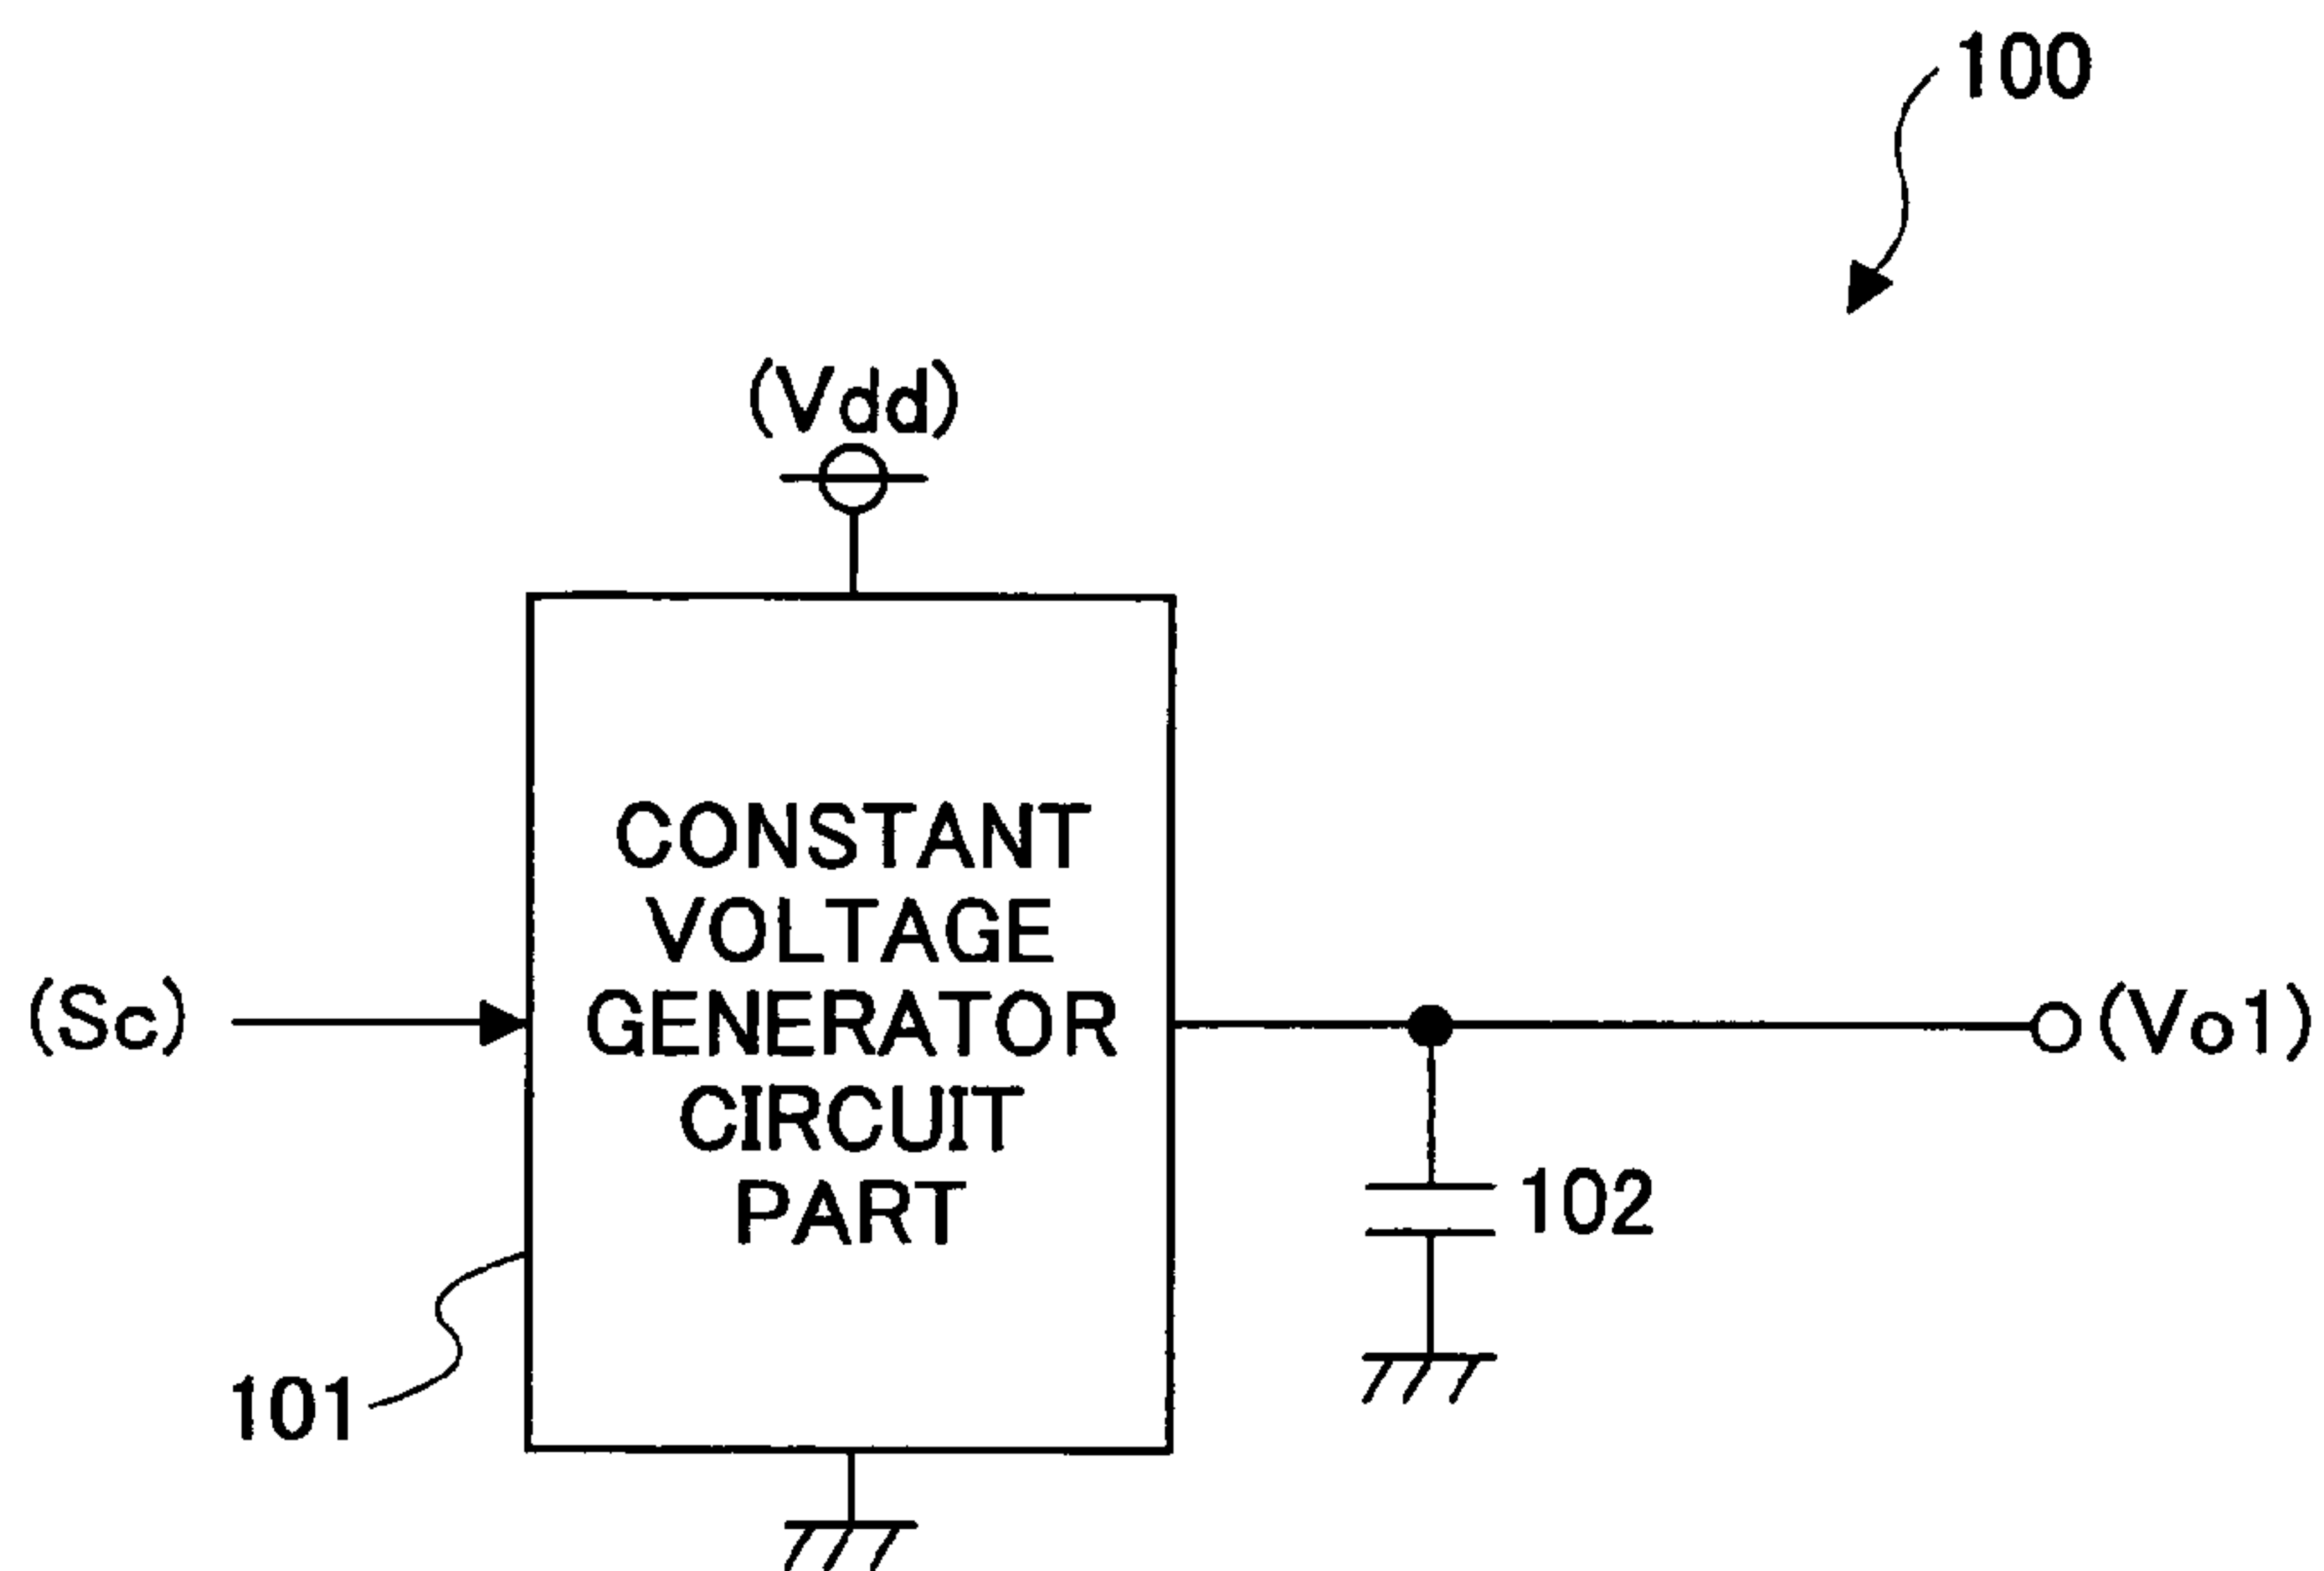 100
(Vdd)
CONSTANT
VOLTAGE
GENERATOR
CIRCUIT
PART
(Sc)
(Vo1)
102
101